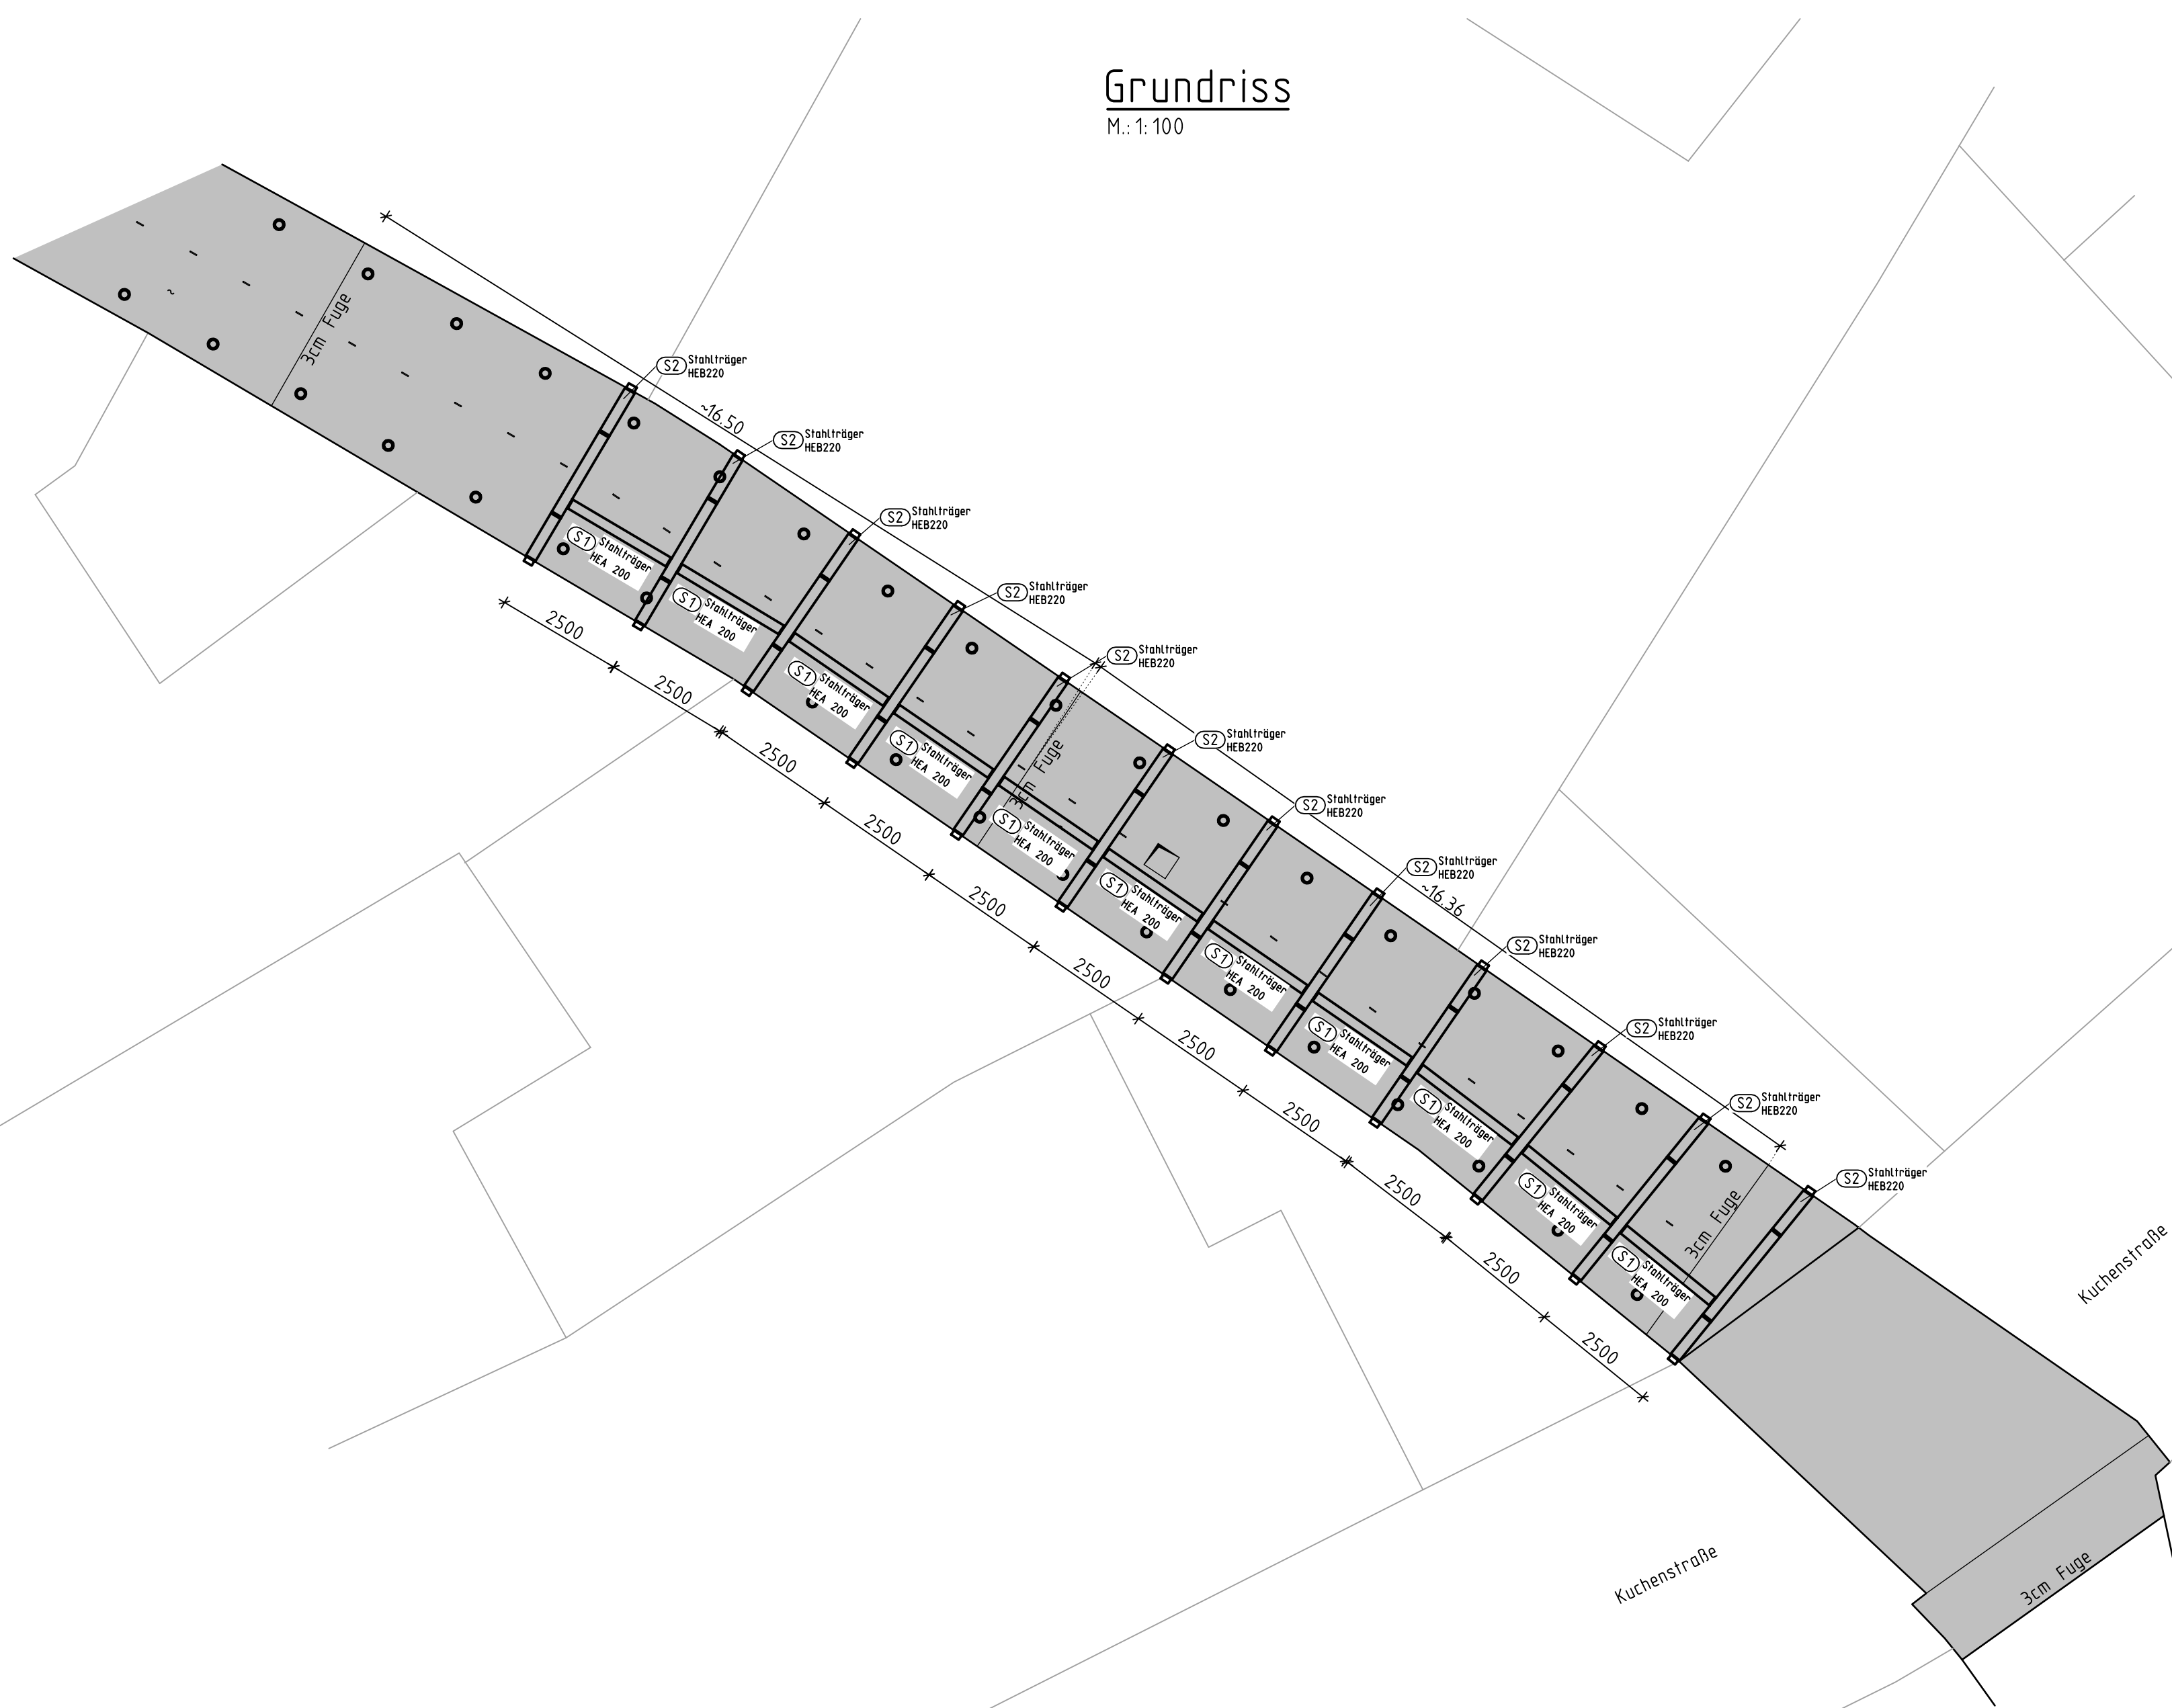 Grundriss
M.: 1: 100
3cm Fuge
~16.50
S2 Stahlträger
HEB220
S2 Stahlträger
HEB220
S2 Stahlträger
HEB220
S2 Stahlträger
HEB220
S2 Stahlträger
HEB220
S2 Stahlträger
HEB220
S2 Stahlträger
HEB220
S2 Stahlträger
HEB220
~16.36
S2 Stahlträger
HEB220
S2 Stahlträger
HEB220
S2 Stahlträger
HEB220
S2 Stahlträger
HEB220
S1 Stahlträger
HEA 200
S1 Stahlträger
HEA 200
S1 Stahlträger
HEA 200
S1 Stahlträger
HEA 200
3cm Fuge
S1 Stahlträger
HEA 200
S1 Stahlträger
HEA 200
S1 Stahlträger
HEA 200
S1 Stahlträger
HEA 200
S1 Stahlträger
HEA 200
S1 Stahlträger
HEA 200
3cm Fuge
S1 Stahlträger
HEA 200
2500
2500
2500
2500
2500
2500
2500
2500
2500
2500
2500
Kuchenstraße
Kuchenstraße
3cm Fuge